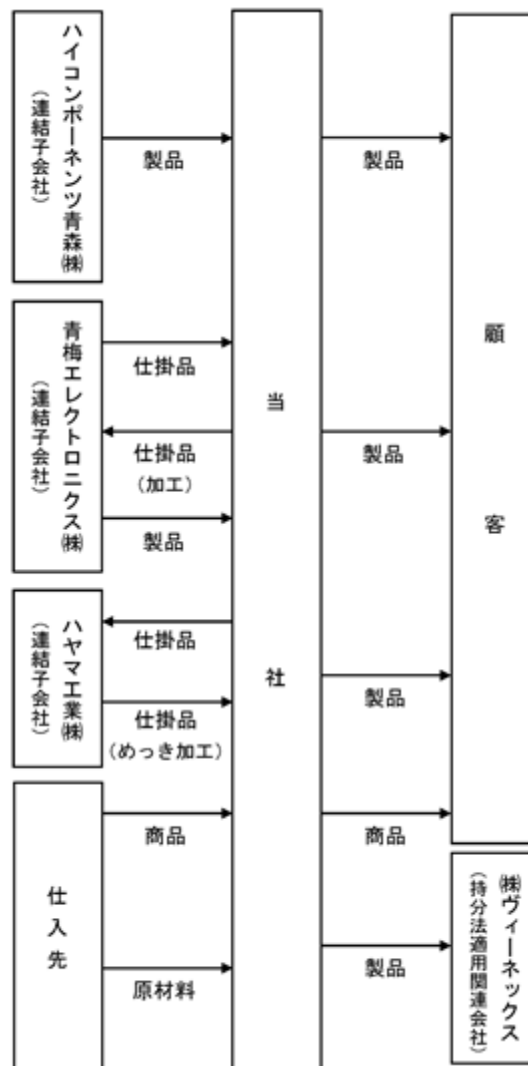 ハイコンポーネンツ青森㈱
（連結子会社）
製品
製品
青梅エレクトロニクス㈱
（連結子会社）
仕掛品
仕掛品
（加工）
製品
製品
ハヤマ工業㈱
（連結子会社）
仕掛品
仕掛品
（めっき加工）
製品
仕入先
商品
原材料
当社
商品
製品
顧客
㈱ヴィーネックス
（持分法適用関連会社）